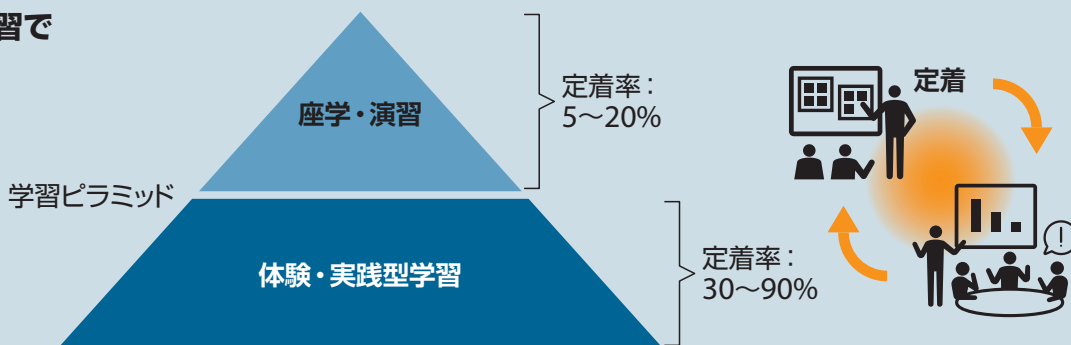 習で
座学・演習
定着率：
5〜20%
定着
学習ピラミッド
体験・実践型学習
定着率：
30〜90%
!